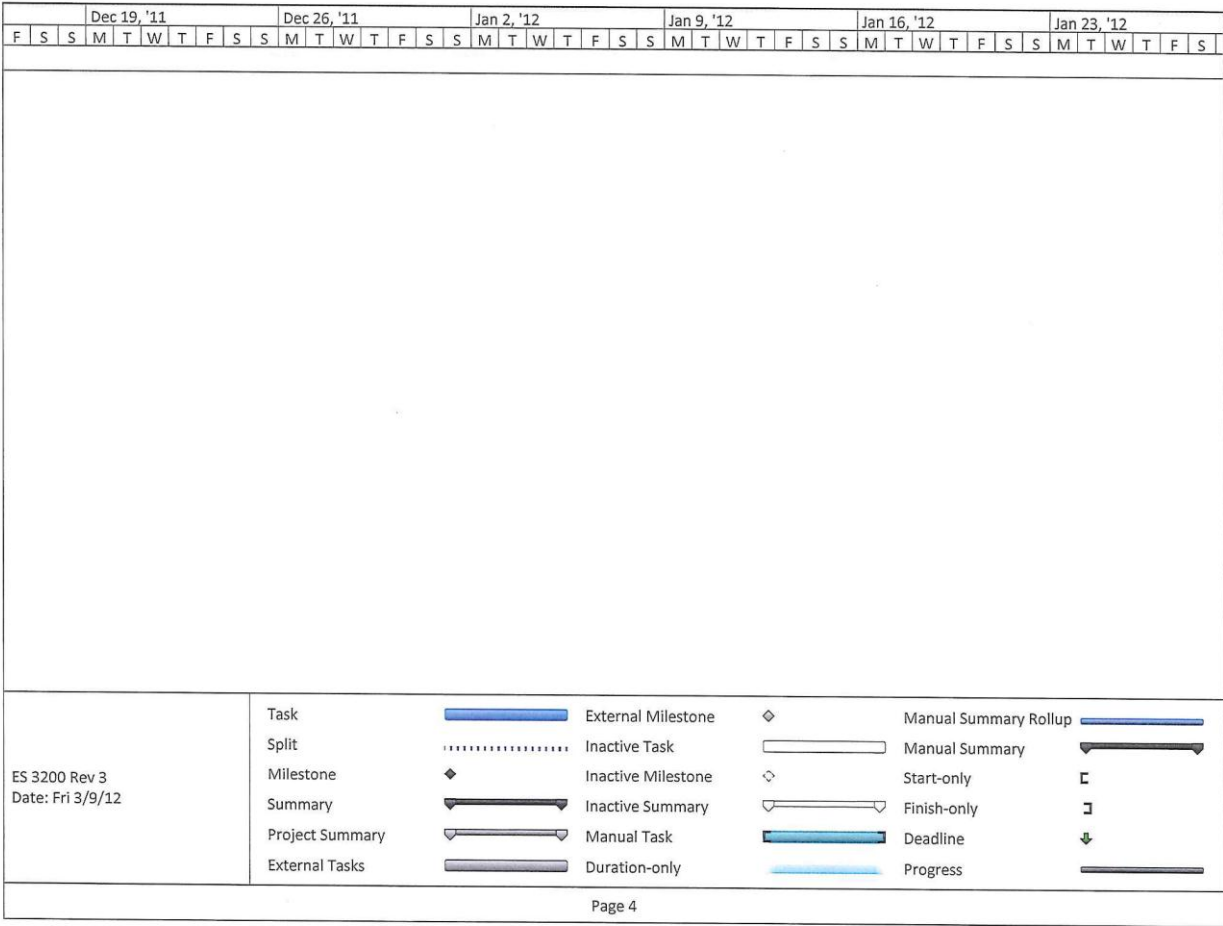 Dec 19, '11 Dec 26, '11 Jan 2, '12 Jan 9, '12 Jan 16, '12 Jan 23, '12
F S S M T W T F S S M T W T F S S M T W T F S S M T W T F S S M T W T F S S M T W T F S
Task External Milestone Manual Summary Rollup
Split Inactive Task Manual Summary
Milestone Inactive Milestone Start-only
ES 3200 Rev 3
Date: Fri 3/9/12
Summary Inactive Summary Finish-only
Project Summary Manual Task Deadline
External Tasks Duration-only Progress
Page 4